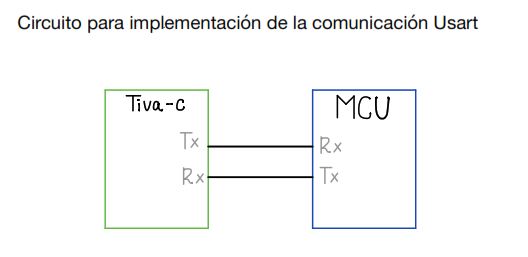 Circuito para implementación de la comunicación Usart
Tiva-C
MCU
Tx
Rx
Rx
Tx